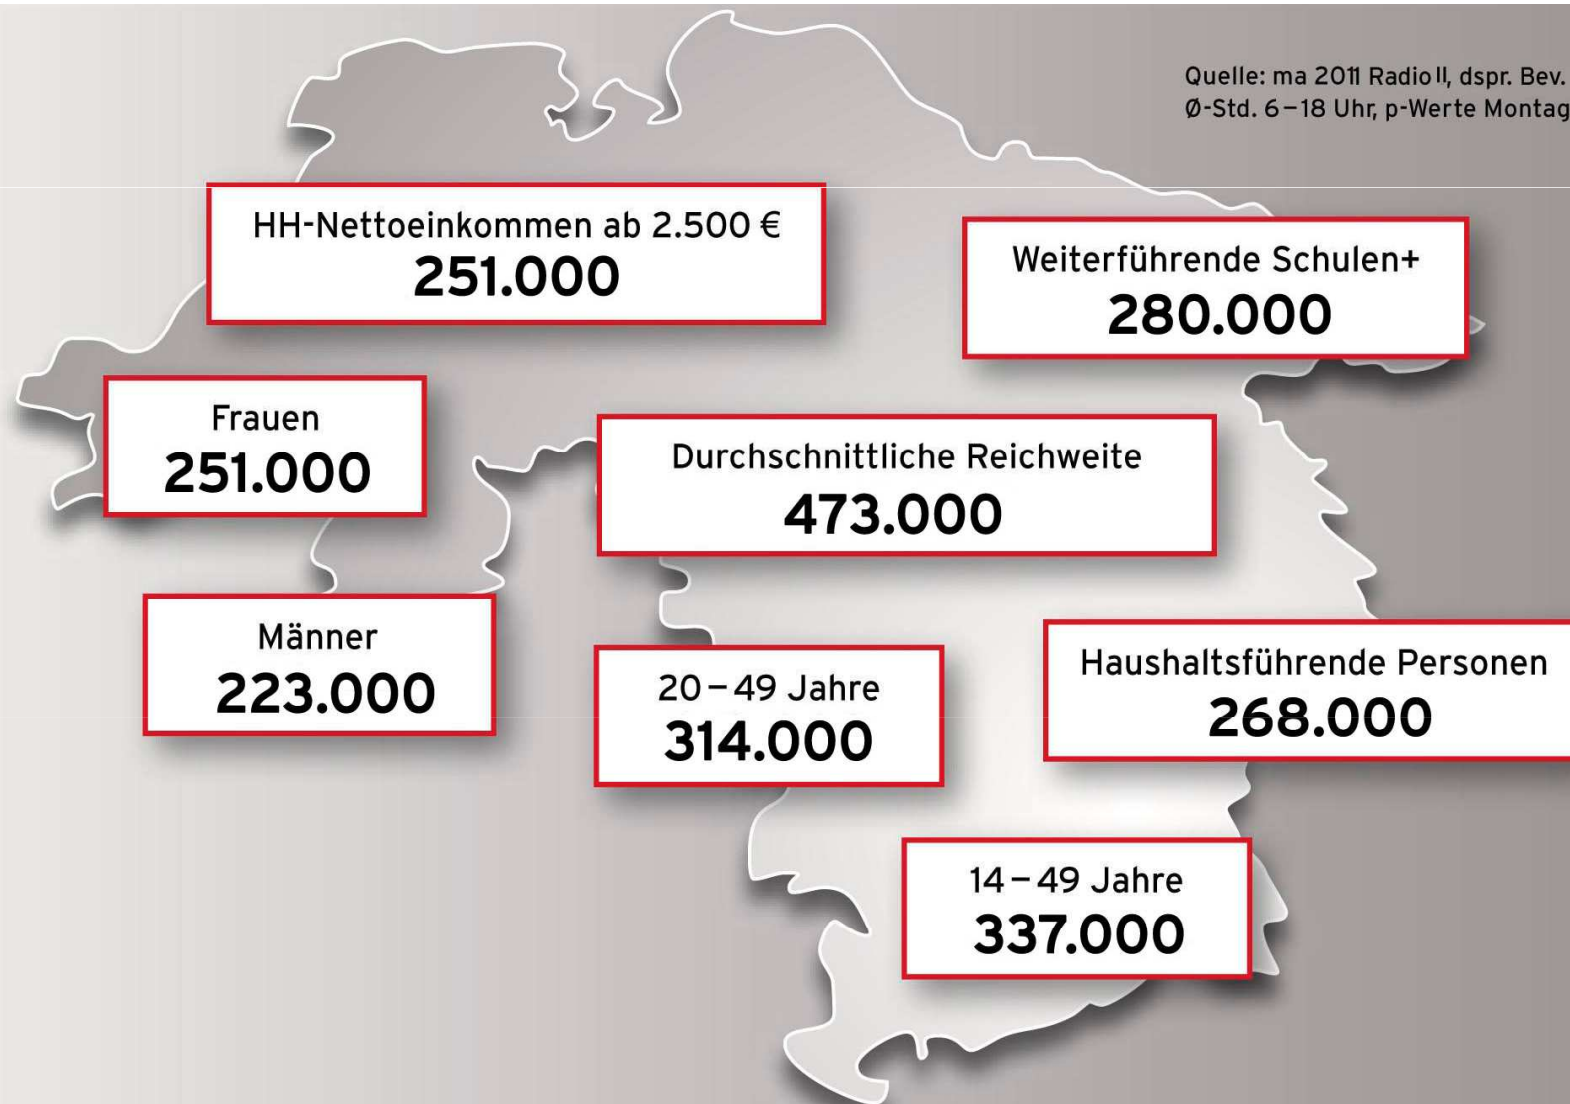 Quelle: ma 2011 Radio II, dspr. Bev.
Ø-Std. 6–18 Uhr, p-Werte Montag
HH-Nettoeinkommen ab 2.500 €
251.000
Weiterführende Schulen+
280.000
Frauen
251.000
Durchschnittliche Reichweite
473.000
Männer
223.000
20–49 Jahre
314.000
Haushaltsführende Personen
268.000
14–49 Jahre
337.000